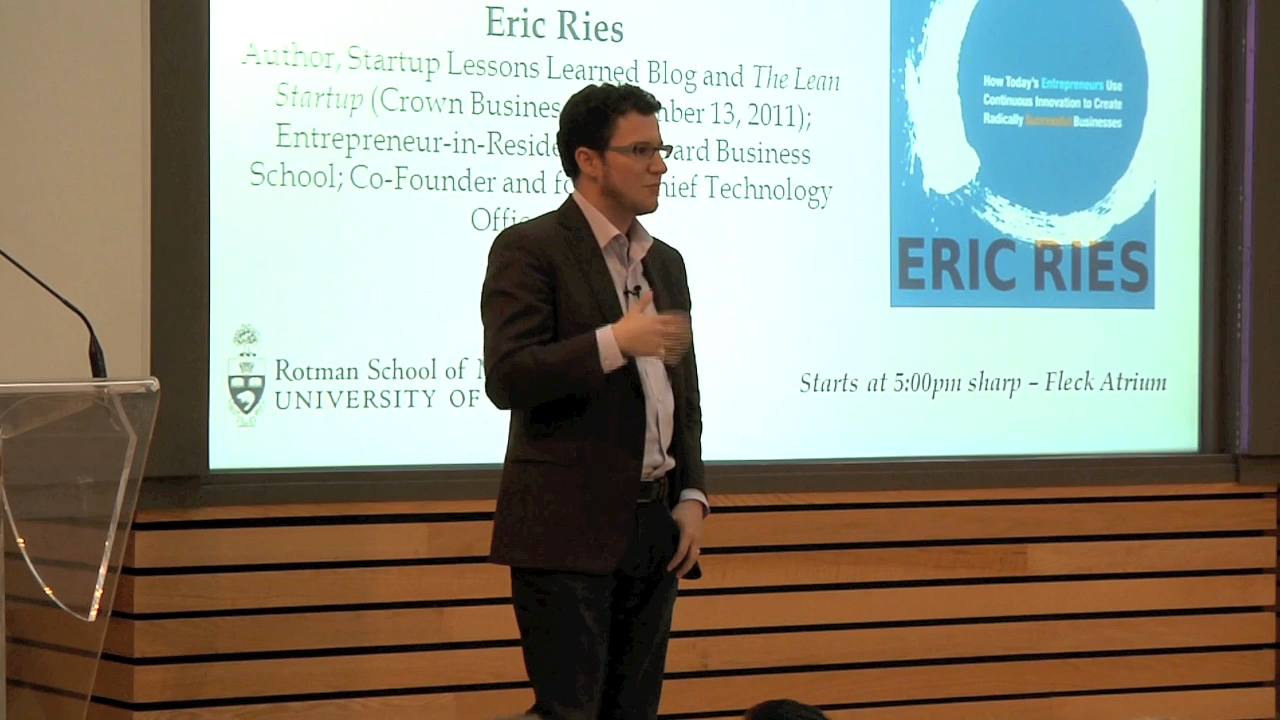 Eric Ries
Author, Startup Lessons Learned Blog and The Lean
Startup (Crown Busines mber 13, 2011);
Entrepreneur-in-Reside ard Business
School; Co-Founder and fo hief Technology
Offic
How Today's Entrepreneurs Use
Continuous Innovation to Create
Radically Successful Businesses
ERIC RIES
Rotman School of
UNIVERSITY OF
Starts at 5:00pm sharp – Fleck Atrium